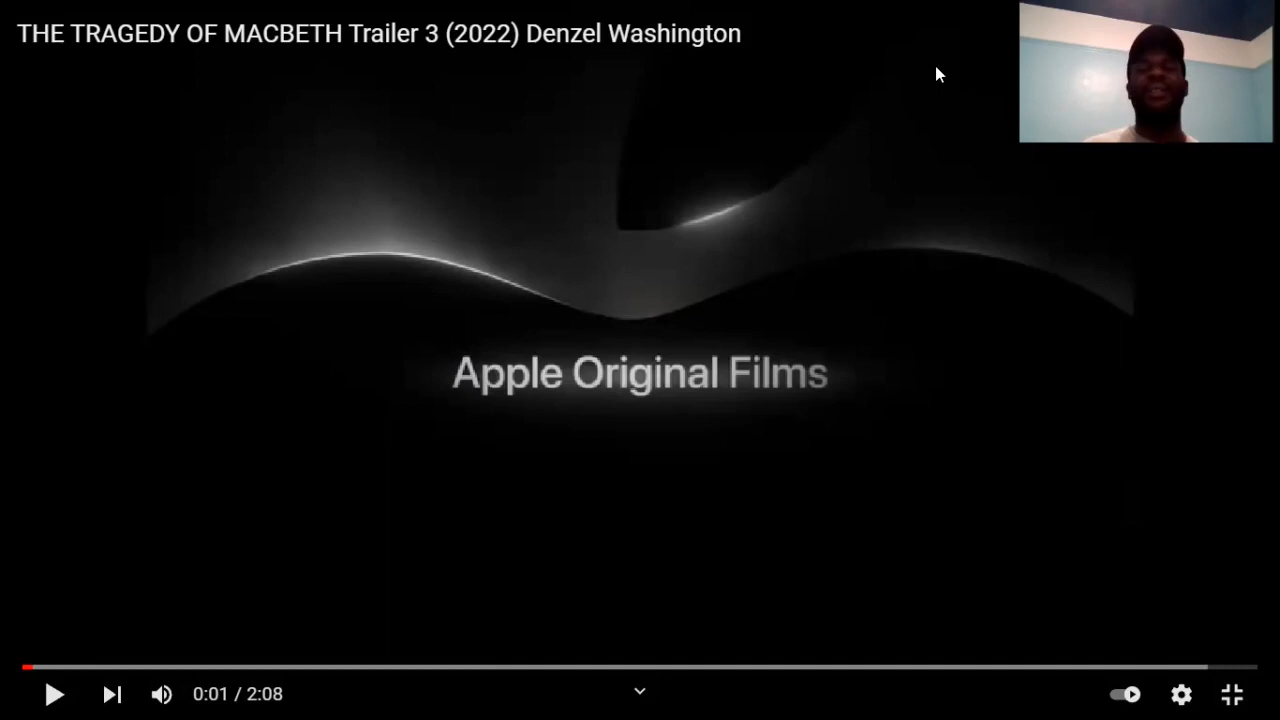 THE TRAGEDY OF MACBETH Trailer 3 (2022) Denzel Washington
Apple Original Films
0:01 / 2:08